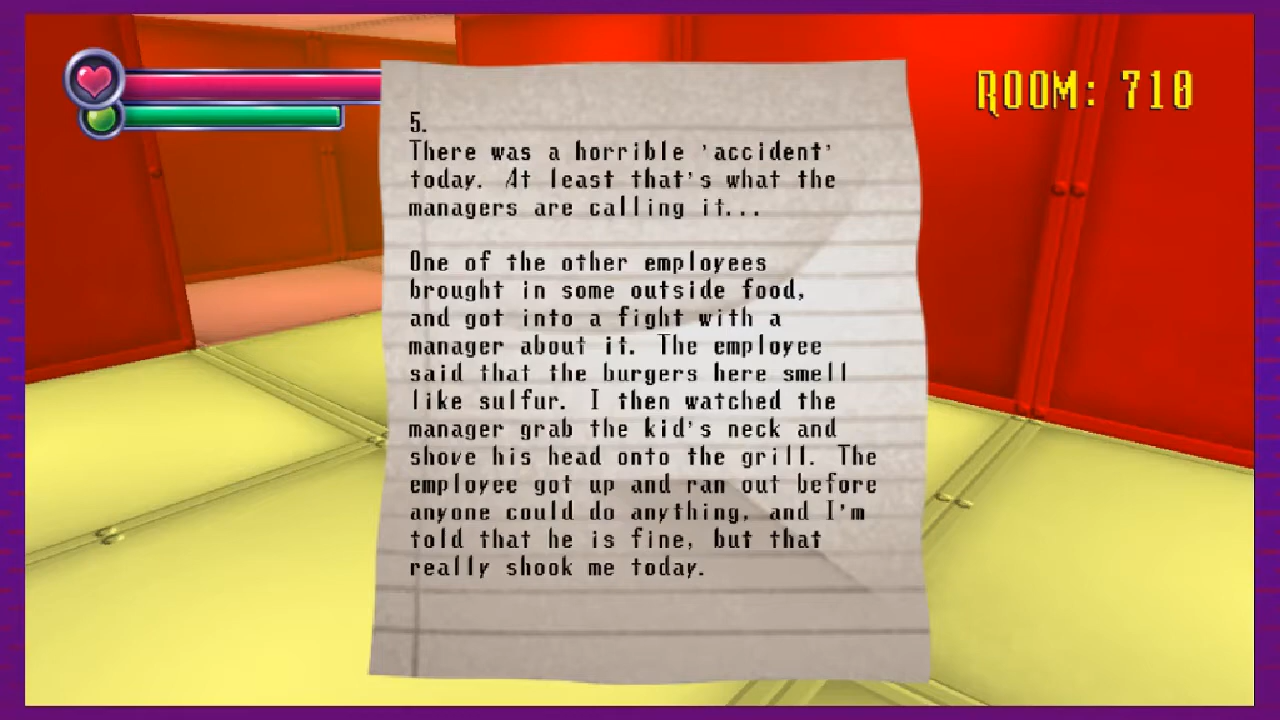 ROOM: 710
5.
There was a horrible 'accident'
today. At least that's what the
managers are calling it...
One of the other employees
brought in some outside food,
and got into a fight with a
manager about it. The employee
said that the burgers here smell
like sulfur. I then watched the
manager grab the kid's neck and
shove his head onto the grill. The
employee got up and ran out before
anyone could do anything, and I'm
told that he is fine, but that
really shook me today.